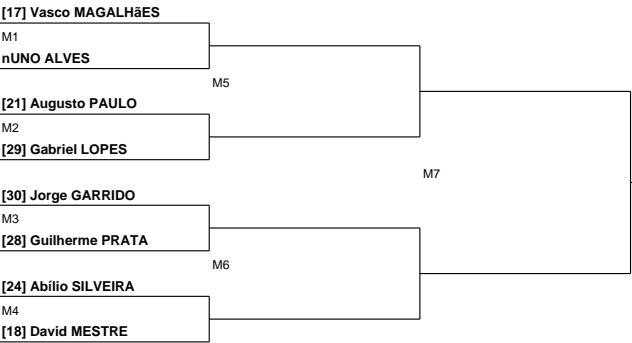 [17] Vasco MAGALHãES
M1
nUNO ALVES
M5
[21] Augusto PAULO
M2
[29] Gabriel LOPES
M7
[30] Jorge GARRIDO
M3
[28] Guilherme PRATA
M6
[24] Abílio SILVEIRA
M4
[18] David MESTRE